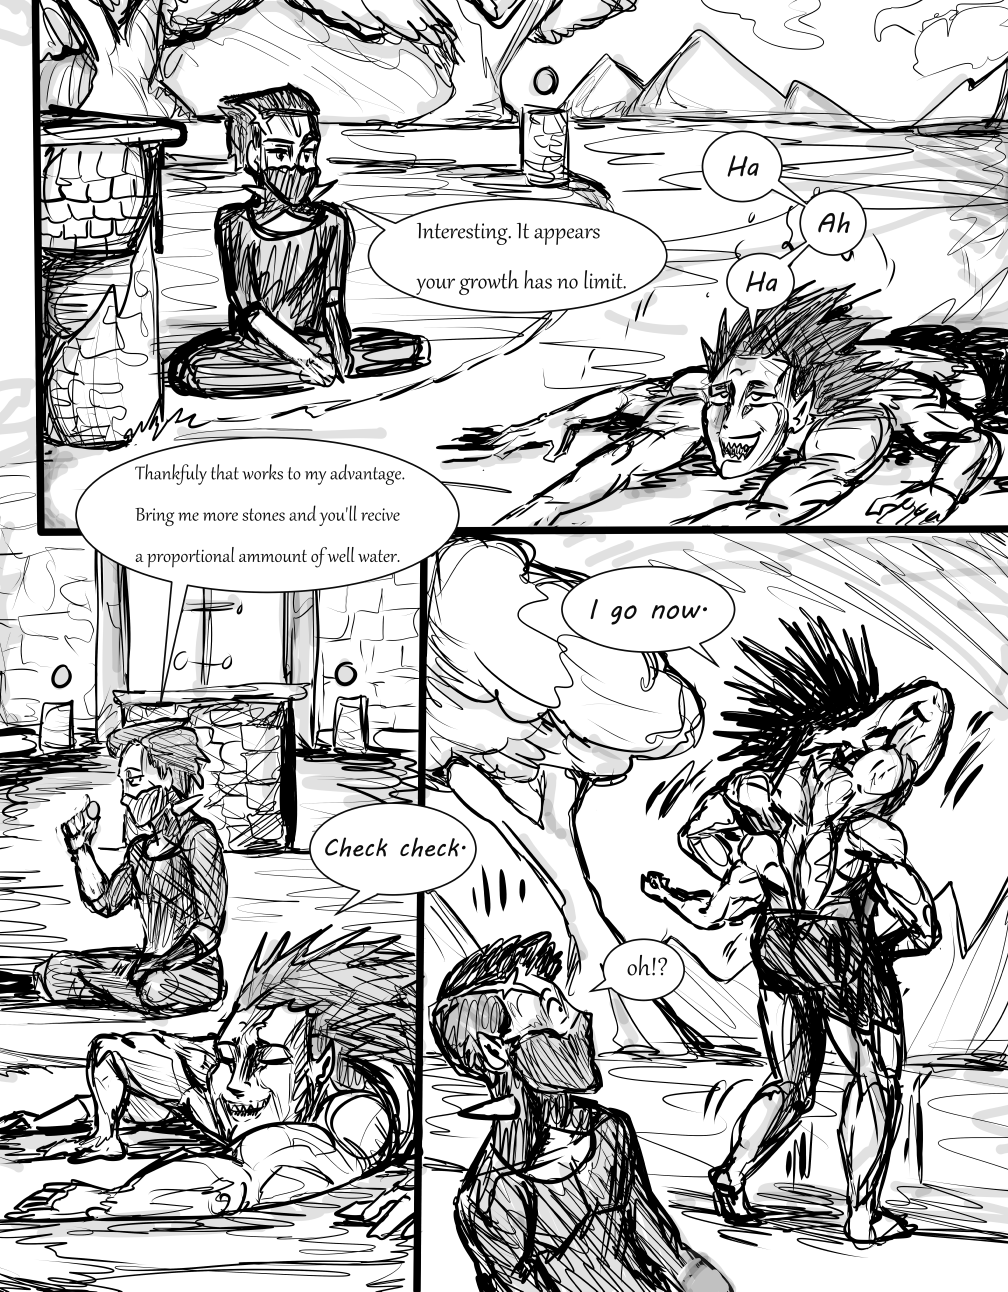 Ha
Ah
Ha
Interesting. It appears
your growth has no limit.
Thankfuly that works to my advantage.
Bring me more stones and you'll recive
a proportional ammount of well water.
Check check.
I go now.
oh!?